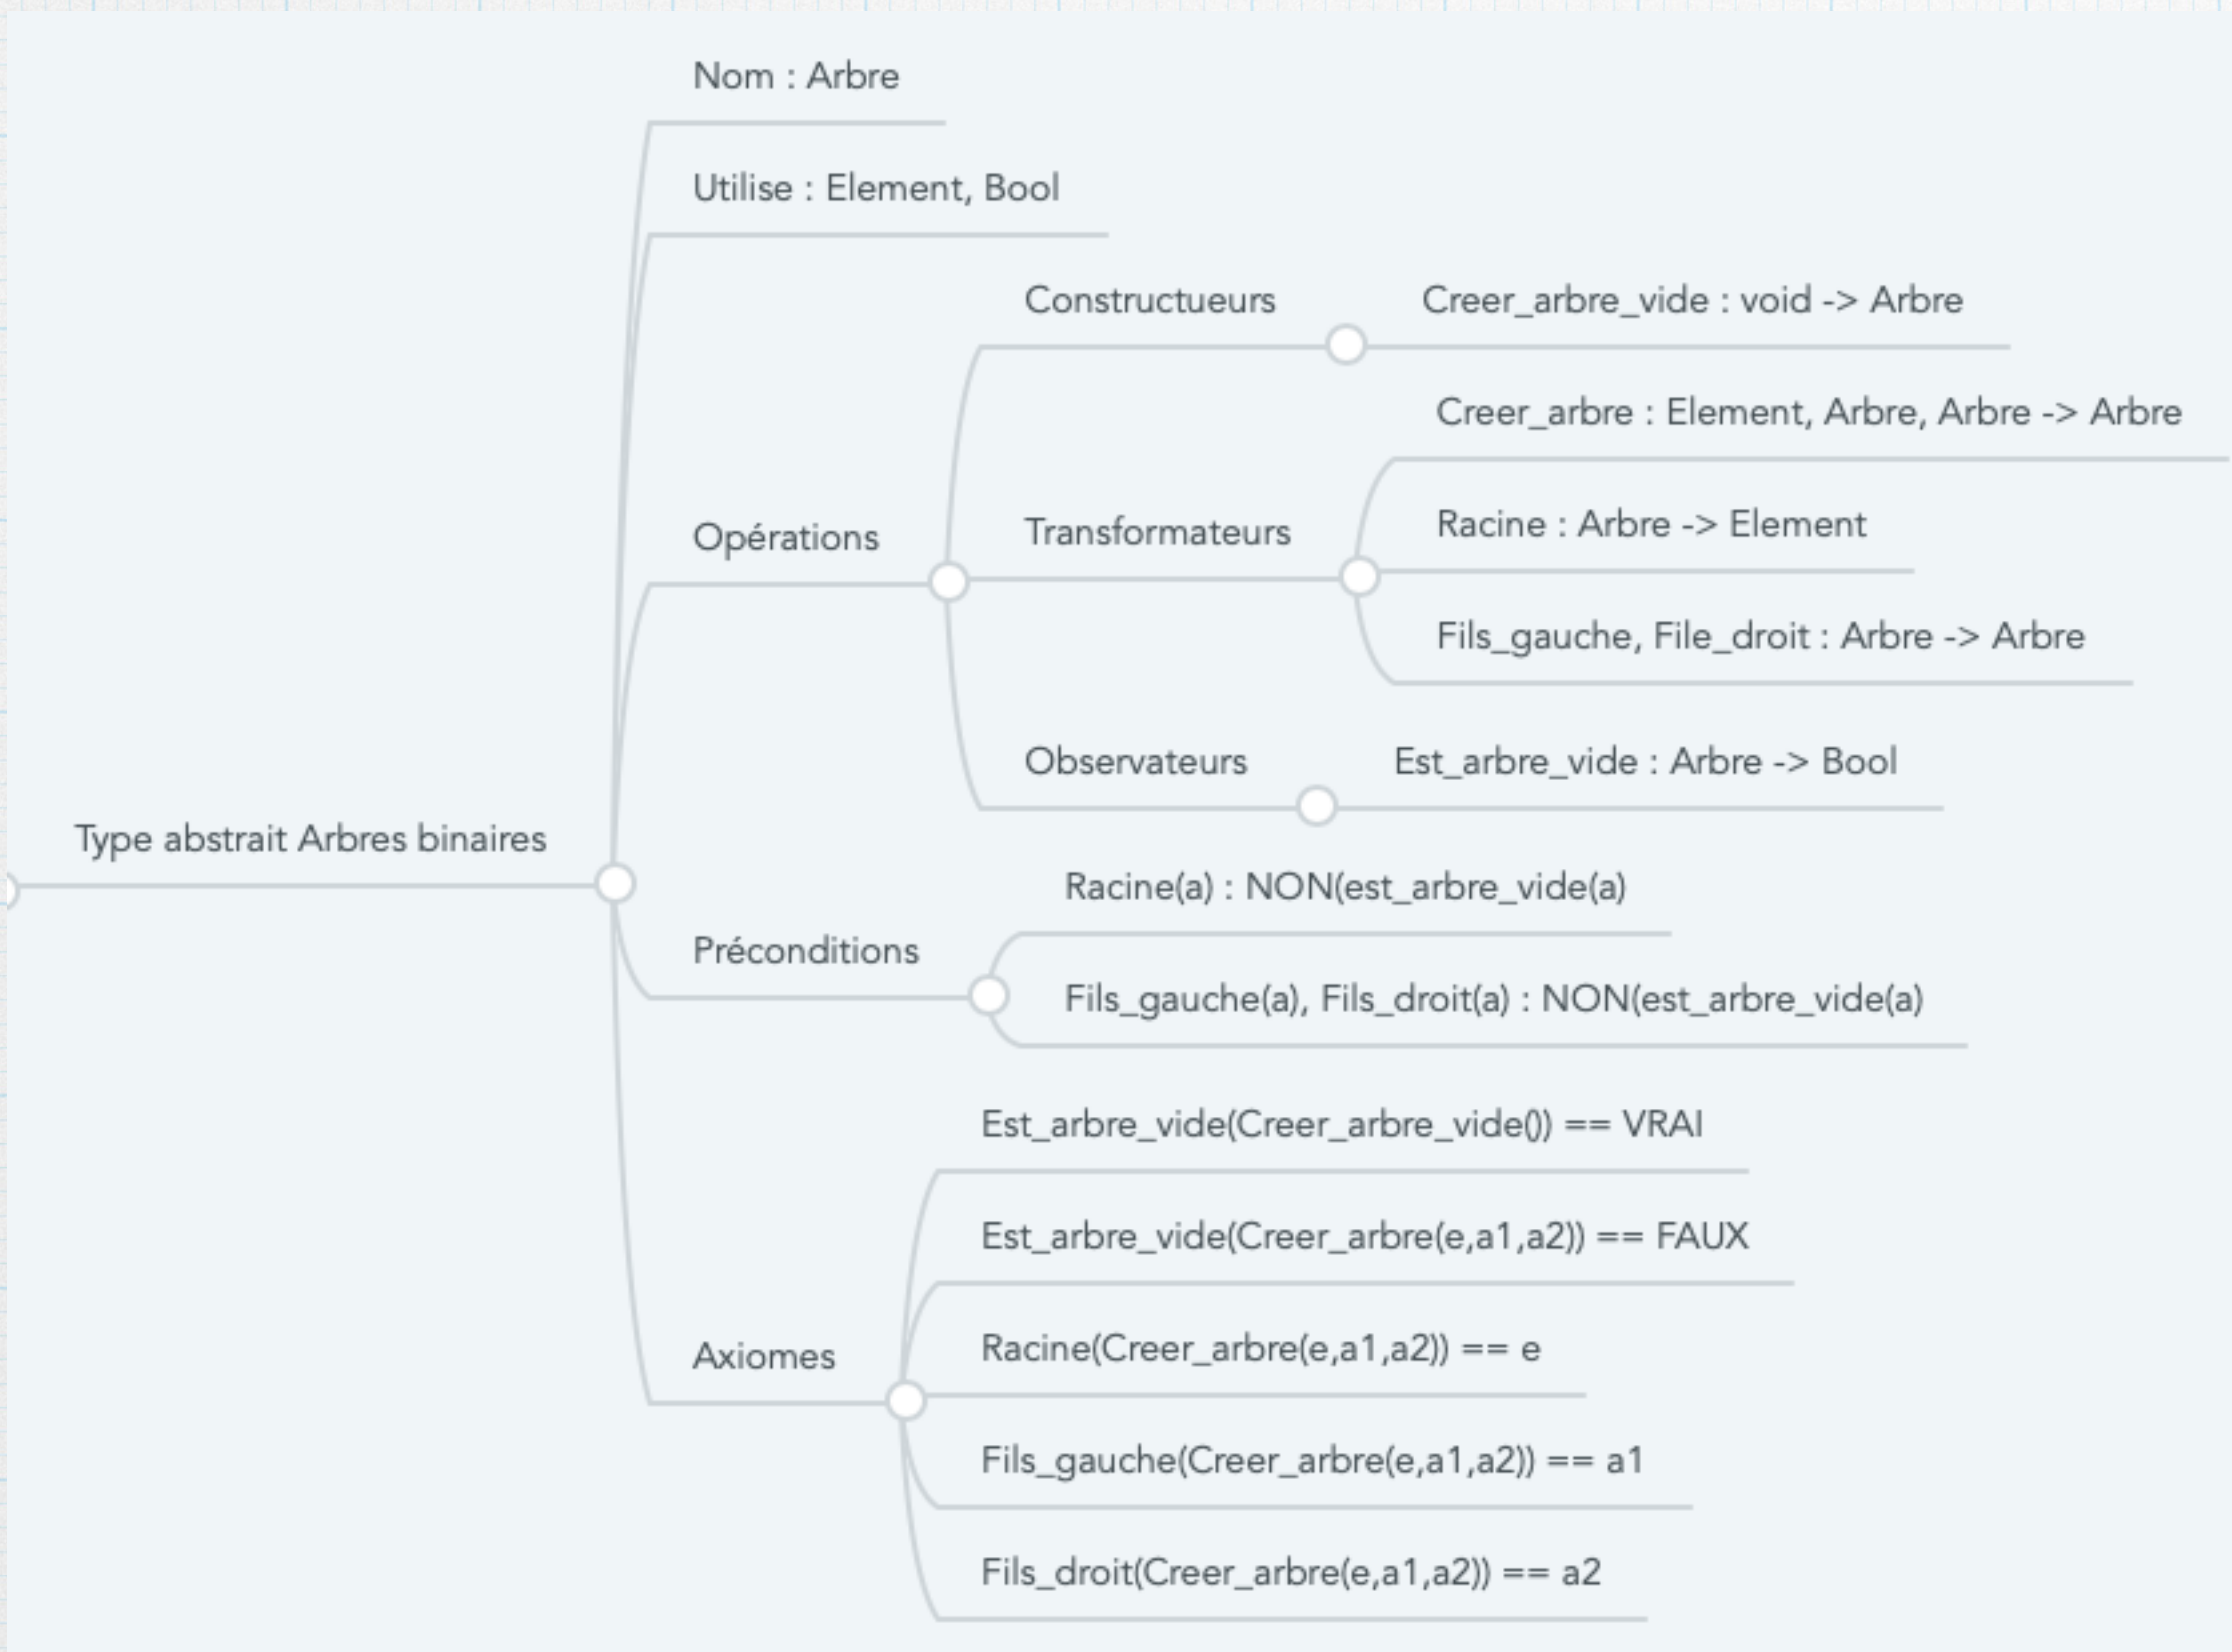 Nom : Arbre
Utilise : Element, Bool
Constructueurs
Creer_arbre_vide : void -> Arbre
Creer_arbre : Element, Arbre, Arbre -> Arbre
Opérations
Transformateurs
Racine : Arbre -> Element
Fils_gauche, File_droit : Arbre -> Arbre
Observateurs
Est_arbre_vide : Arbre -> Bool
Type abstrait Arbres binaires
Préconditions
Racine(a) : NON(est_arbre_vide(a)
Fils_gauche(a), Fils_droit(a) : NON(est_arbre_vide(a)
Axiomes
Est_arbre_vide(Creer_arbre_vide()) == VRAI
Est_arbre_vide(Creer_arbre(e,a1,a2)) == FAUX
Racine(Creer_arbre(e,a1,a2)) == e
Fils_gauche(Creer_arbre(e,a1,a2)) == a1
Fils_droit(Creer_arbre(e,a1,a2)) == a2